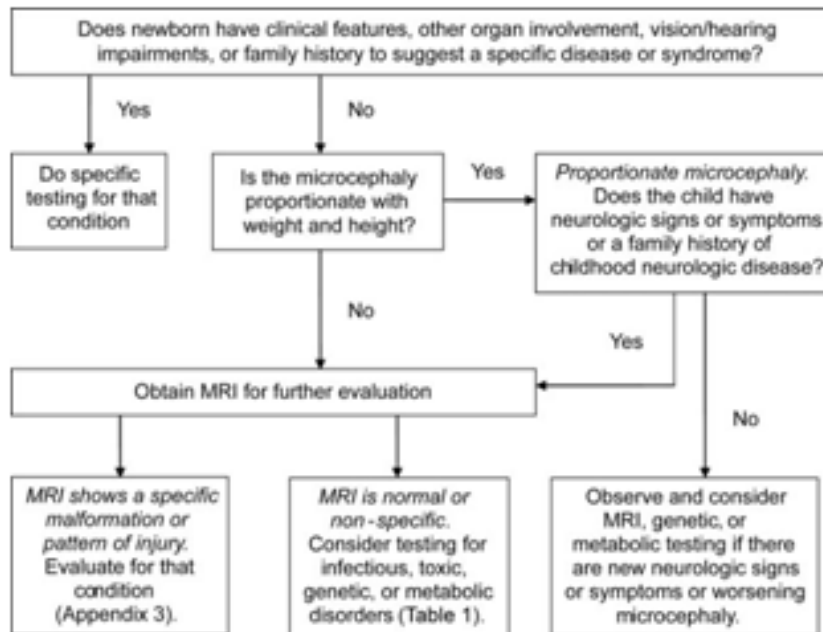 Does newborn have clinical features, other organ involvement, vision/hearing
impairments, or family history to suggest a specific disease or syndrome?
Yes
No
Do specific
testing for that
condition
Is the microcephaly
proportionate with
weight and height?
Yes
Proportionate microcephaly.
Does the child have
neurologic signs or symptoms
or a family history of
childhood neurologic disease?
No
Yes
Obtain MRI for further evaluation
No
MRI shows a specific
malformation or
pattern of injury.
Evaluate for that
condition
(Appendix 3).
MRI is normal or
non-specific.
Consider testing for
infectious, toxic,
genetic, or metabolic
disorders (Table 1).
Observe and consider
MRI, genetic, or
metabolic testing if there
are new neurologic signs
or symptoms or worsening
microcephaly.